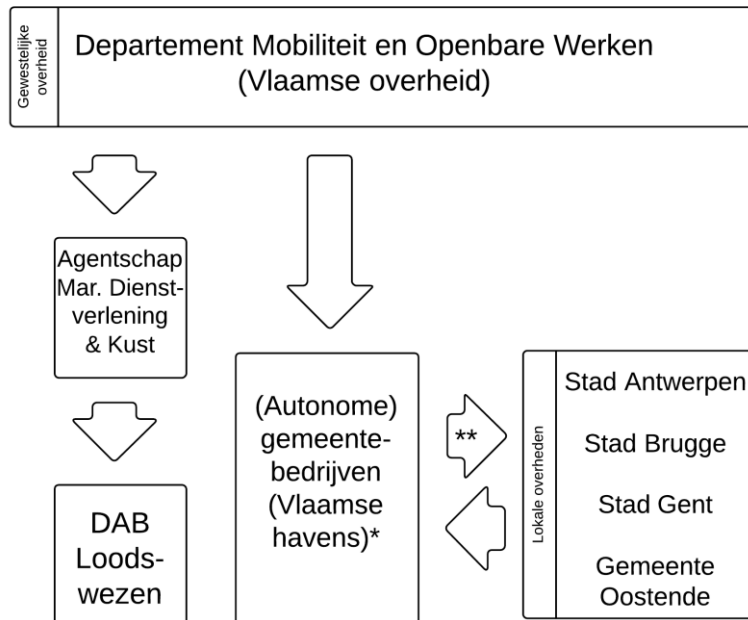 Gewestelijke
overheid
Departement Mobiliteit en Openbare Werken
(Vlaamse overheid)
Agentschap
Mar. Dienst-
verlening
& Kust
DAB
Loods-
wezen
(Autonome)
gemeente-
bedrijven
(Vlaamse
havens)*
**
Lokale overheden
Stad Antwerpen
Stad Brugge
Stad Gent
Gemeente
Oostende